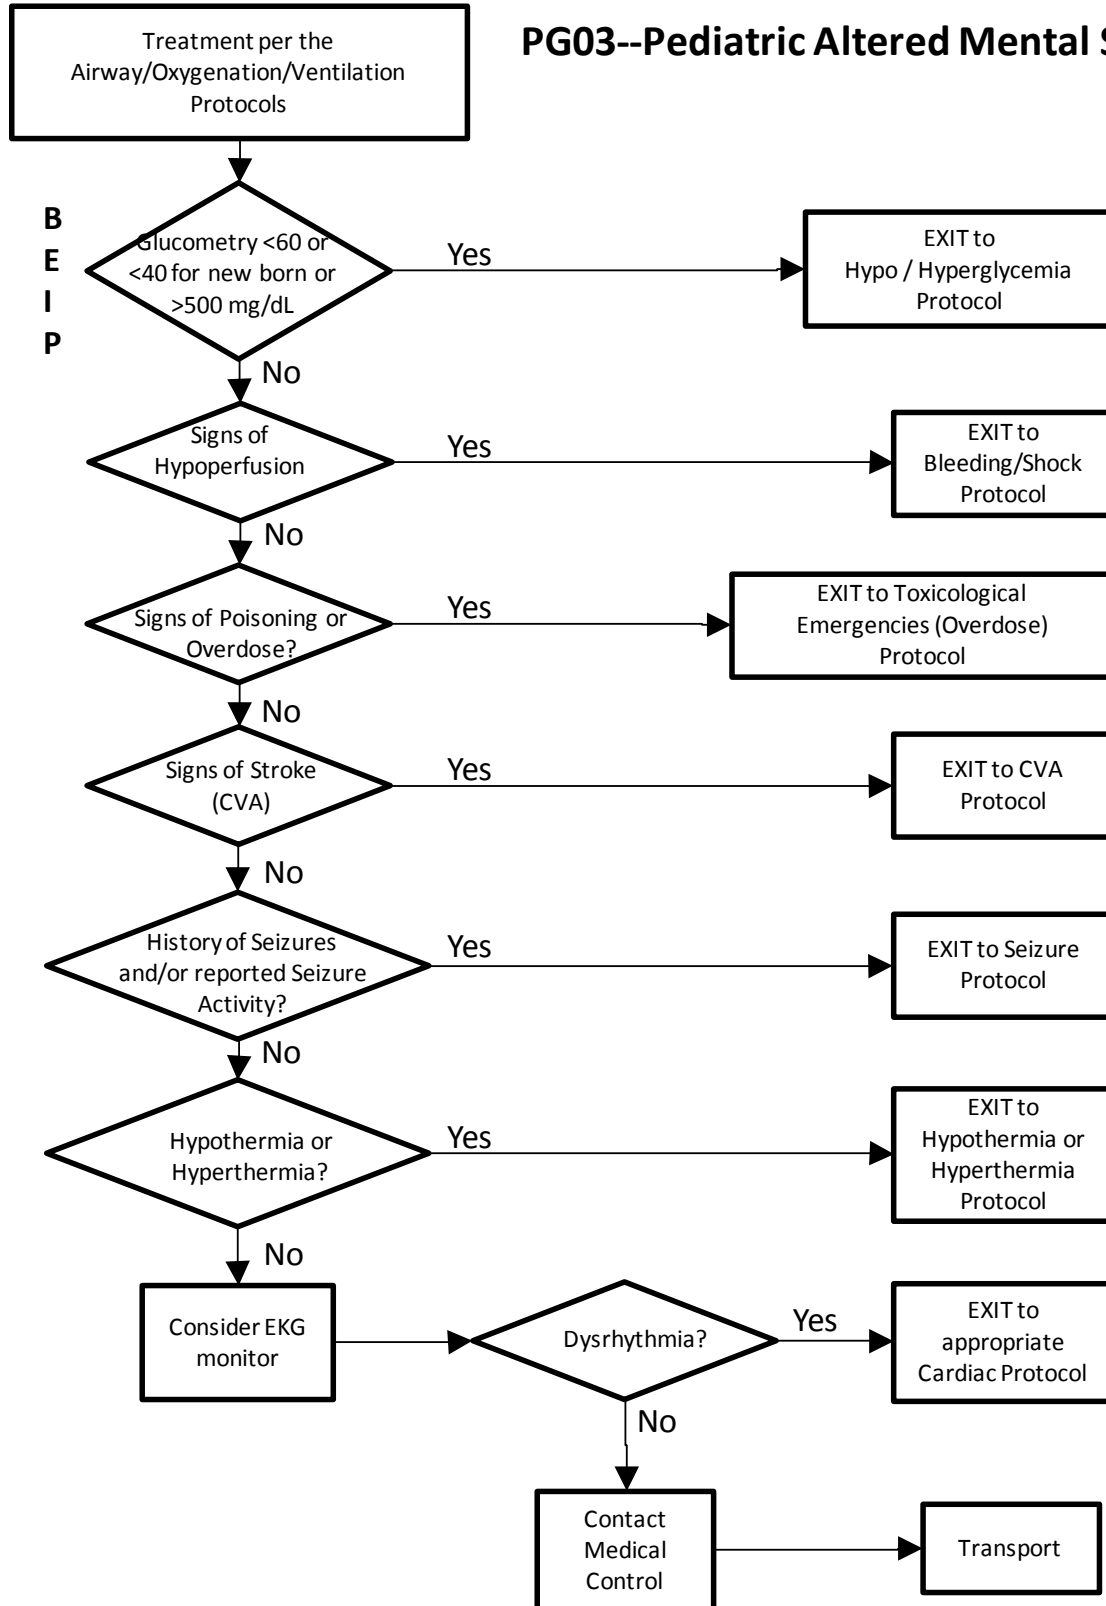 PG03--Pediatric Altered Mental S
Treatment per the
Airway/Oxygenation/Ventilation
Protocols
B
E
I
P
Glucometry <60 or
<40 for new born or
>500 mg/dL
Yes
EXIT to
Hypo / Hyperglycemia
Protocol
No
Signs of
Hypoperfusion
Yes
EXIT to
Bleeding/Shock
Protocol
No
Signs of Poisoning or
Overdose?
Yes
EXIT to Toxicological
Emergencies (Overdose)
Protocol
No
Signs of Stroke
(CVA)
Yes
EXIT to CVA
Protocol
No
History of Seizures
and/or reported Seizure
Activity?
Yes
EXIT to Seizure
Protocol
No
Hypothermia or
Hyperthermia?
Yes
EXIT to
Hypothermia or
Hyperthermia
Protocol
No
Consider EKG
monitor
Dysrhythmia?
Yes
EXIT to
appropriate
Cardiac Protocol
No
Contact
Medical
Control
Transport